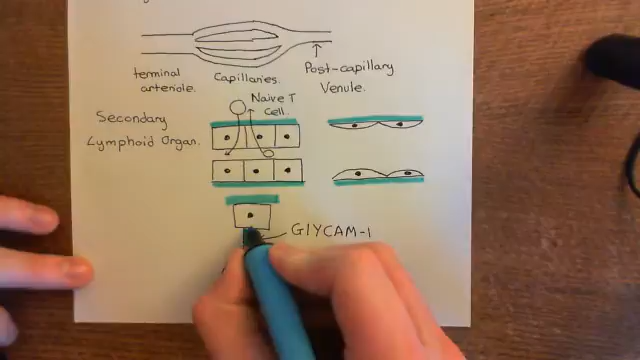 terminal
arteriole.
Capillaries.
Post-capillary
Venule.
Secondary
Lymphoid Organ.
Naive T
Cell.
GlYCAM-1